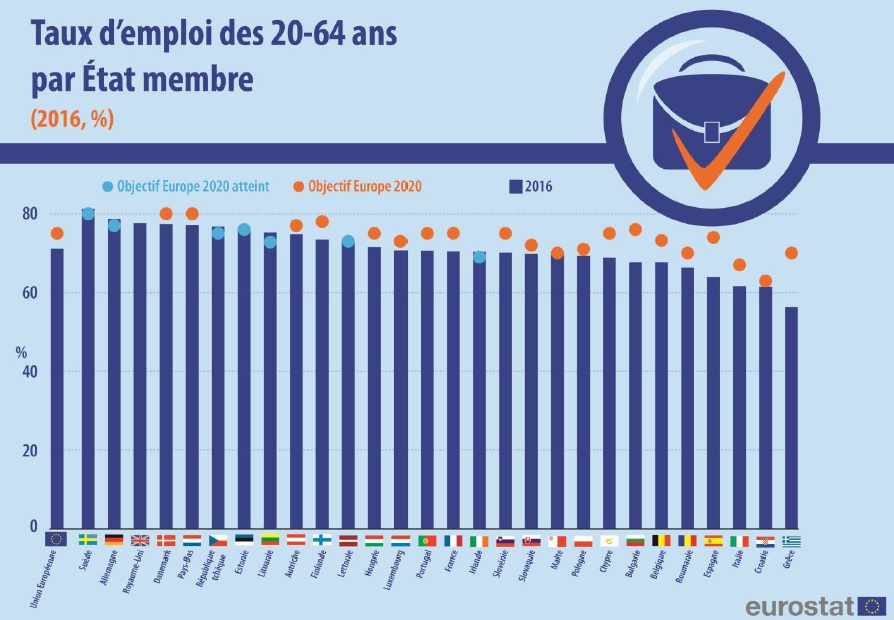 Taux d’emploi des 20-64 ans
par État membre
(2016, %)
Objectif Europe 2020 atteint
Objectif Europe 2020
2016
80
60
%
40
20
0
Union Européenne
Suède
Allemagne
Royaume-Uni
Danemark
Pays-Bas
République
tchèque
Estonie
Lituanie
Autriche
Finlande
Lettonie
Hongrie
Luxembourg
Portugal
France
Irlande
Slovénie
Slovaquie
Malte
Pologne
Chypre
Bulgarie
Belgique
Roumanie
Espagne
Italie
Croatie
Grèce
eurostat